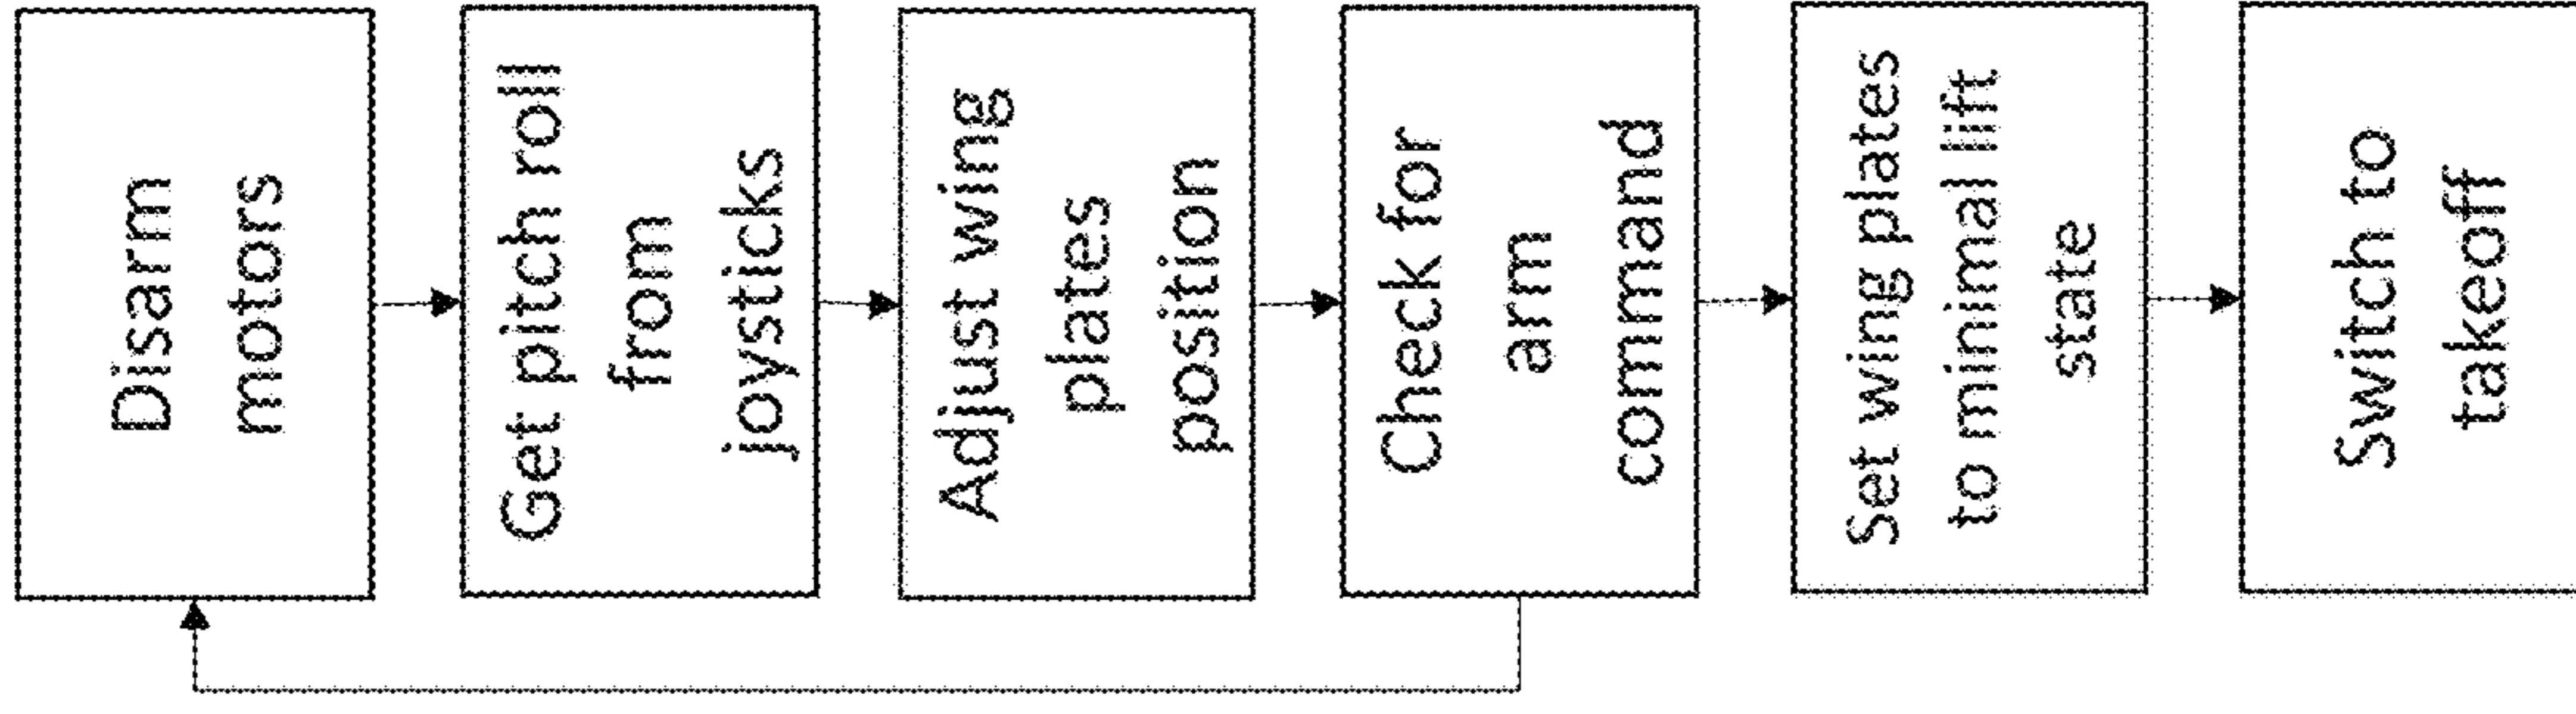 Disarm
motors
Get pitch roll
from
joysticks
Adjust wing
plates
position
Check for
arm
command
Set wing plates
to minimal lift
state
Switch to
takeoff